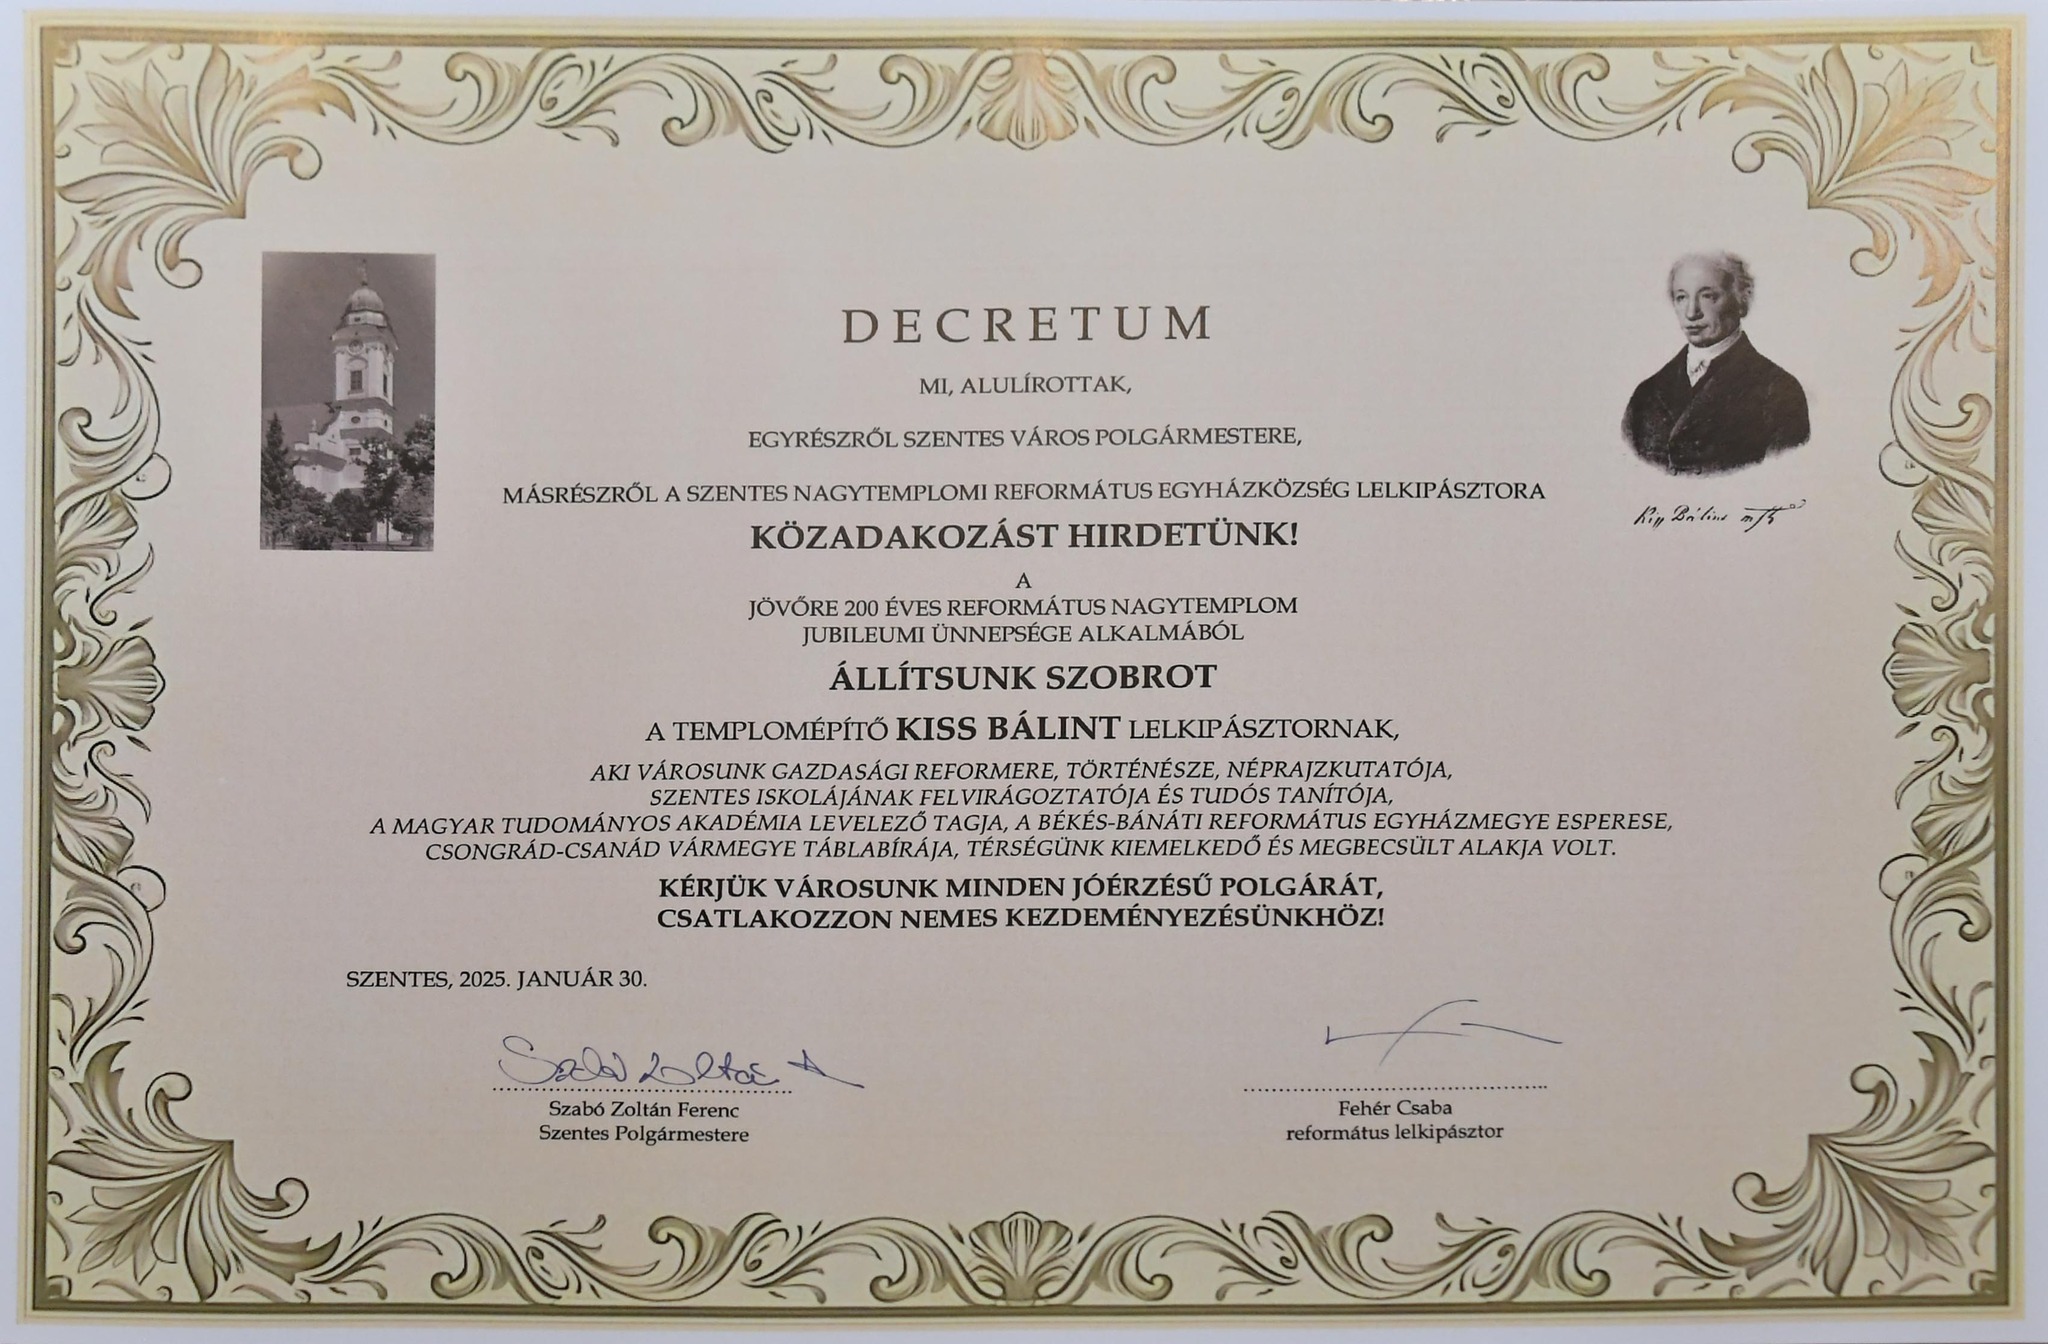 DECRETUM
MI, ALULÍROTTAK,
EGYRÉSZRŐL SZENTES VÁROS POLGÁRMESTERE,
MÁSRÉSZRŐL A SZENTES NAGYTEMPLOMI REFORMÁTUS EGYHÁZKÖZSÉG LELKIPÁSZTORA
KÖZADAKOZÁST HIRDETÜNK!
A
JÖVŐRE 200 ÉVES REFORMÁTUS NAGYTEMPLOM
JUBILEUMI ÜNNEPSÉGE ALKALMÁBÓL
ÁLLÍTSUNK SZOBROT
A TEMPLOMÉPÍTŐ KISS BÁLINT LELKIPÁSZTORNAK,
AKI VÁROSUNK GAZDASÁGI REFORMERE, TÖRTÉNÉSZE, NÉPRAJZKUTATÓJA,
SZENTES ISKOLÁJÁNAK FELVIRÁGOZTATÓJA ÉS TUDÓS TANÍTÓJA,
A MAGYAR TUDOMÁNYOS AKADÉMIA LEVELEZŐ TAGJA, A BÉKÉS-BÁNÁTI REFORMÁTUS EGYHÁZMEGYE ESPERESE,
CSONGRÁD-CSANÁD VÁRMEGYE TÁBLABÍRÁJA, TÉRSÉGÜNK KIEMELKEDŐ ÉS MEGBECSÜLT ALAKJA VOLT.
KÉRJÜK VÁROSUNK MINDEN JÓÉRZÉSŰ POLGÁRÁT,
CSATLAKOZZON NEMES KEZDEMÉNYEZÉSÜNKHÖZ!
SZENTES, 2025. JANUÁR 30.
Szabó Zoltán Ferenc
Szentes Polgármestere
Fehér Csaba
református lelkipásztor